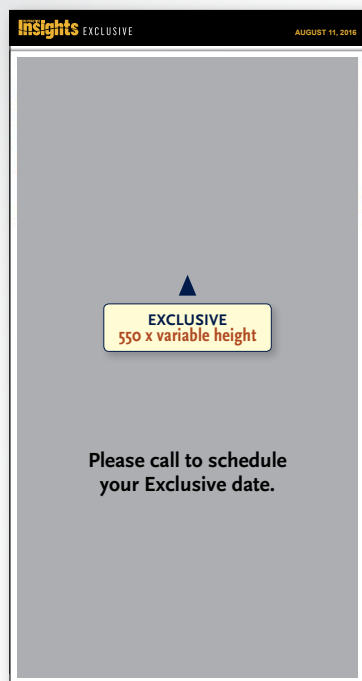 Insights EXCLUSIVE
AUGUST 11, 2016
EXCLUSIVE
550 x variable height
Please call to schedule
your Exclusive date.